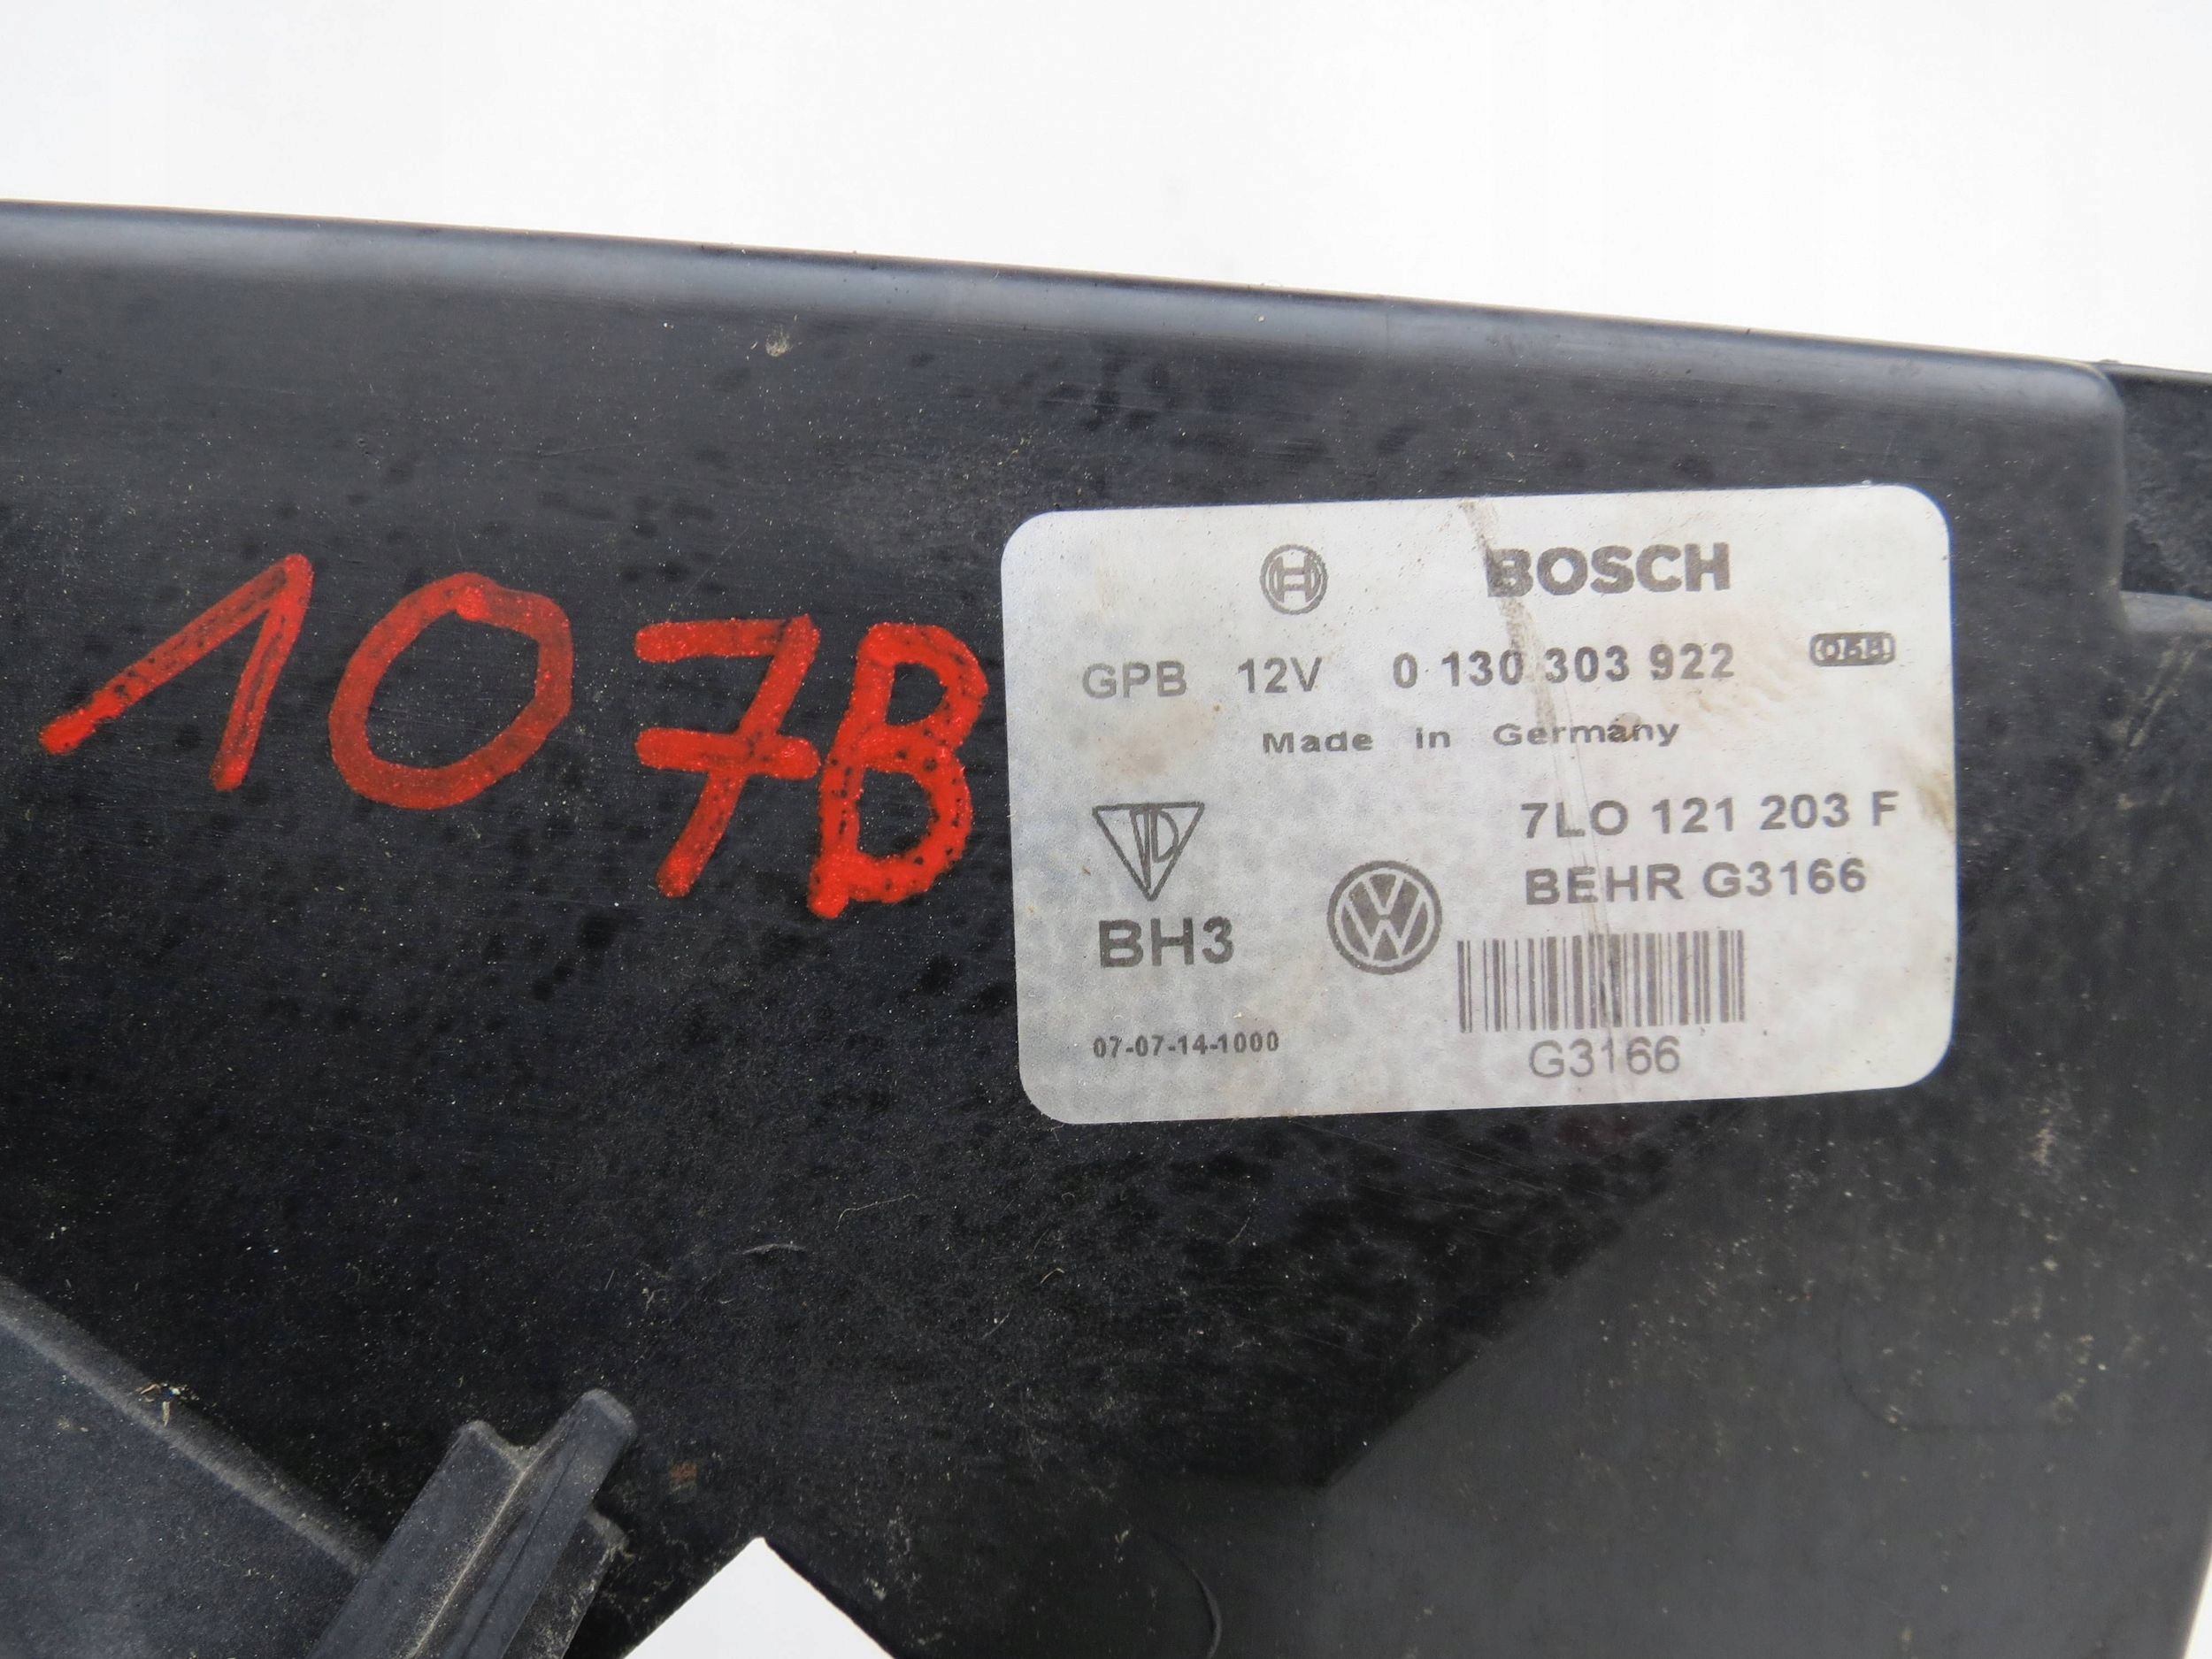 107B
BOSCH
GPB 12V 0 130 303 922
Made in Germany
7LO 121 203 F
BEHR G3166
BH3
07-07-14-1000
G3166